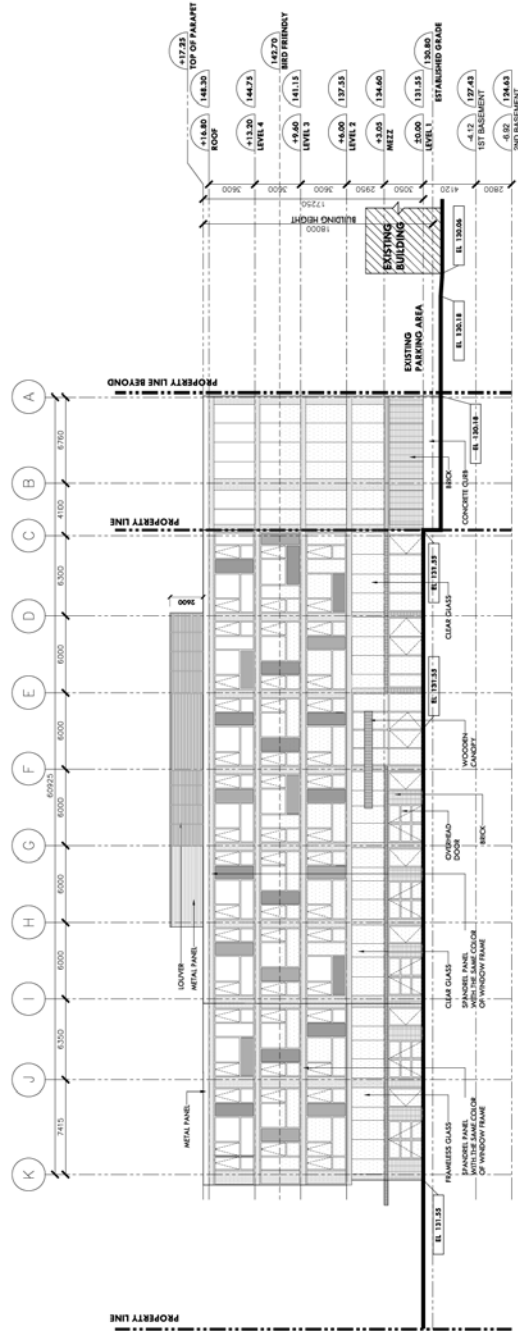 K
J
I
H
G
F
E
D
C
B
A
60925
7415
6350
6000
6000
6000
6000
6000
6300
4100
6760
PROPERTY LINE
PROPERTY LINE
PROPERTY LINE BEYOND
2600
LOUVER
METAL PANEL
METAL PANEL
+17.25
TOP OF PARAPET
+16.80
148.30
ROOF
+13.20
144.75
LEVEL 4
142.70
BIRD FRIENDLY
+9.60
141.15
LEVEL 3
+6.00
137.55
LEVEL 2
+3.05
134.60
MEZZ
±0.00
131.55
LEVEL 1
130.80
ESTABLISHED GRADE
-4.12
127.43
1ST BASEMENT
-6.92
124.63
2ND BASEMENT
3600
3600
3600
2950
3050
4120
2800
17250
18000
BUILDING HEIGHT
EXISTING
BUILDING
EXISTING
PARKING AREA
EL 131.55
EL 131.55
EL 131.55
EL 130.18
EL 130.18
EL 130.06
FRAMELESS GLASS
SPANDREL PANEL
WITH THE SAME COLOR
OF WINDOW FRAME
CLEAR GLASS
SPANDREL PANEL
WITH THE SAME COLOR
OF WINDOW FRAME
OVERHEAD
DOOR
BRICK
WOODEN
CANOPY
CLEAR GLASS
BRICK
CONCRETE CURB